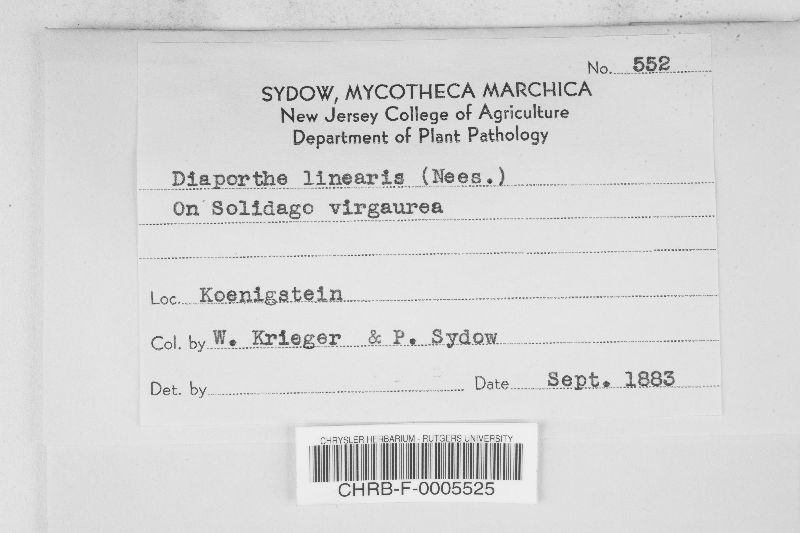 No. 552
SYDOW, MYCOTHECA MARCHICA
New Jersey College of Agriculture
Department of Plant Pathology
Diaporthe linearis (Nees.)
On Solidago virgaurea
Loc. Koenigstein
Col. by W. Krieger & P. Sydow
Det. by
Date Sept. 1883
CHRYSLER HERBARIUM - RUTGERS UNIVERSITY
CHRB-F-0005525